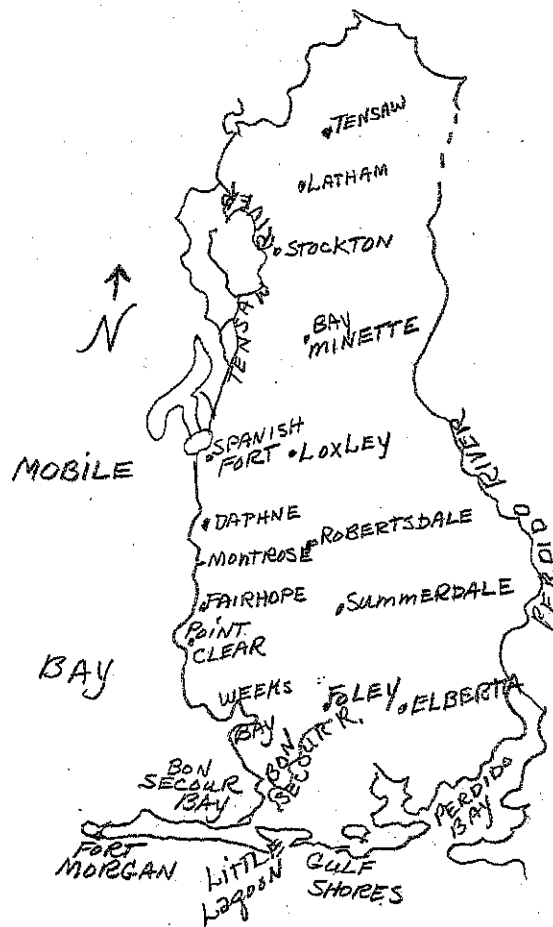 TENSAW
LATHAM
RIVER
STOCKTON
N
TENSAW
BAY
MINETTE
SPANISH
FORT
LOXLEY
MOBILE
RIVER
PERDIDO
DAPHNE
ROBERTSDALE
MONTROSE
FAIRHOPE
SUMMERDALE
POINT
CLEAR
BAY
WEEKS
BAY
FOLEY
ELBERTA
BON
SECOUR R.
BON
SECOUR
BAY
PERDIDO
BAY
FORT
MORGAN
LITTLE
LAGOON
GULF
SHORES